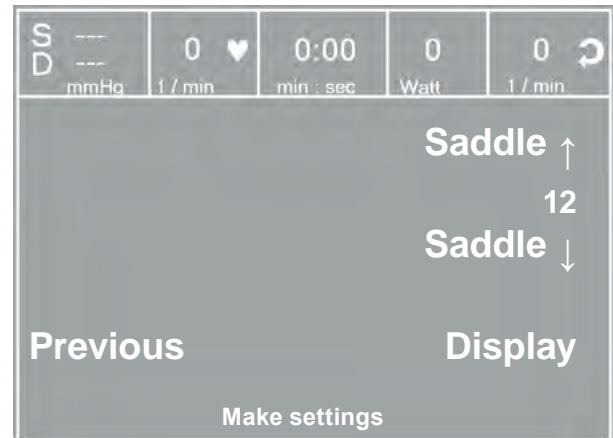 S --- 0 ♥ 0:00 0 0
D ---
mmHg 1 / min min : sec Watt 1 / min
Saddle ↑
12
Saddle ↓
Previous Display
Make settings